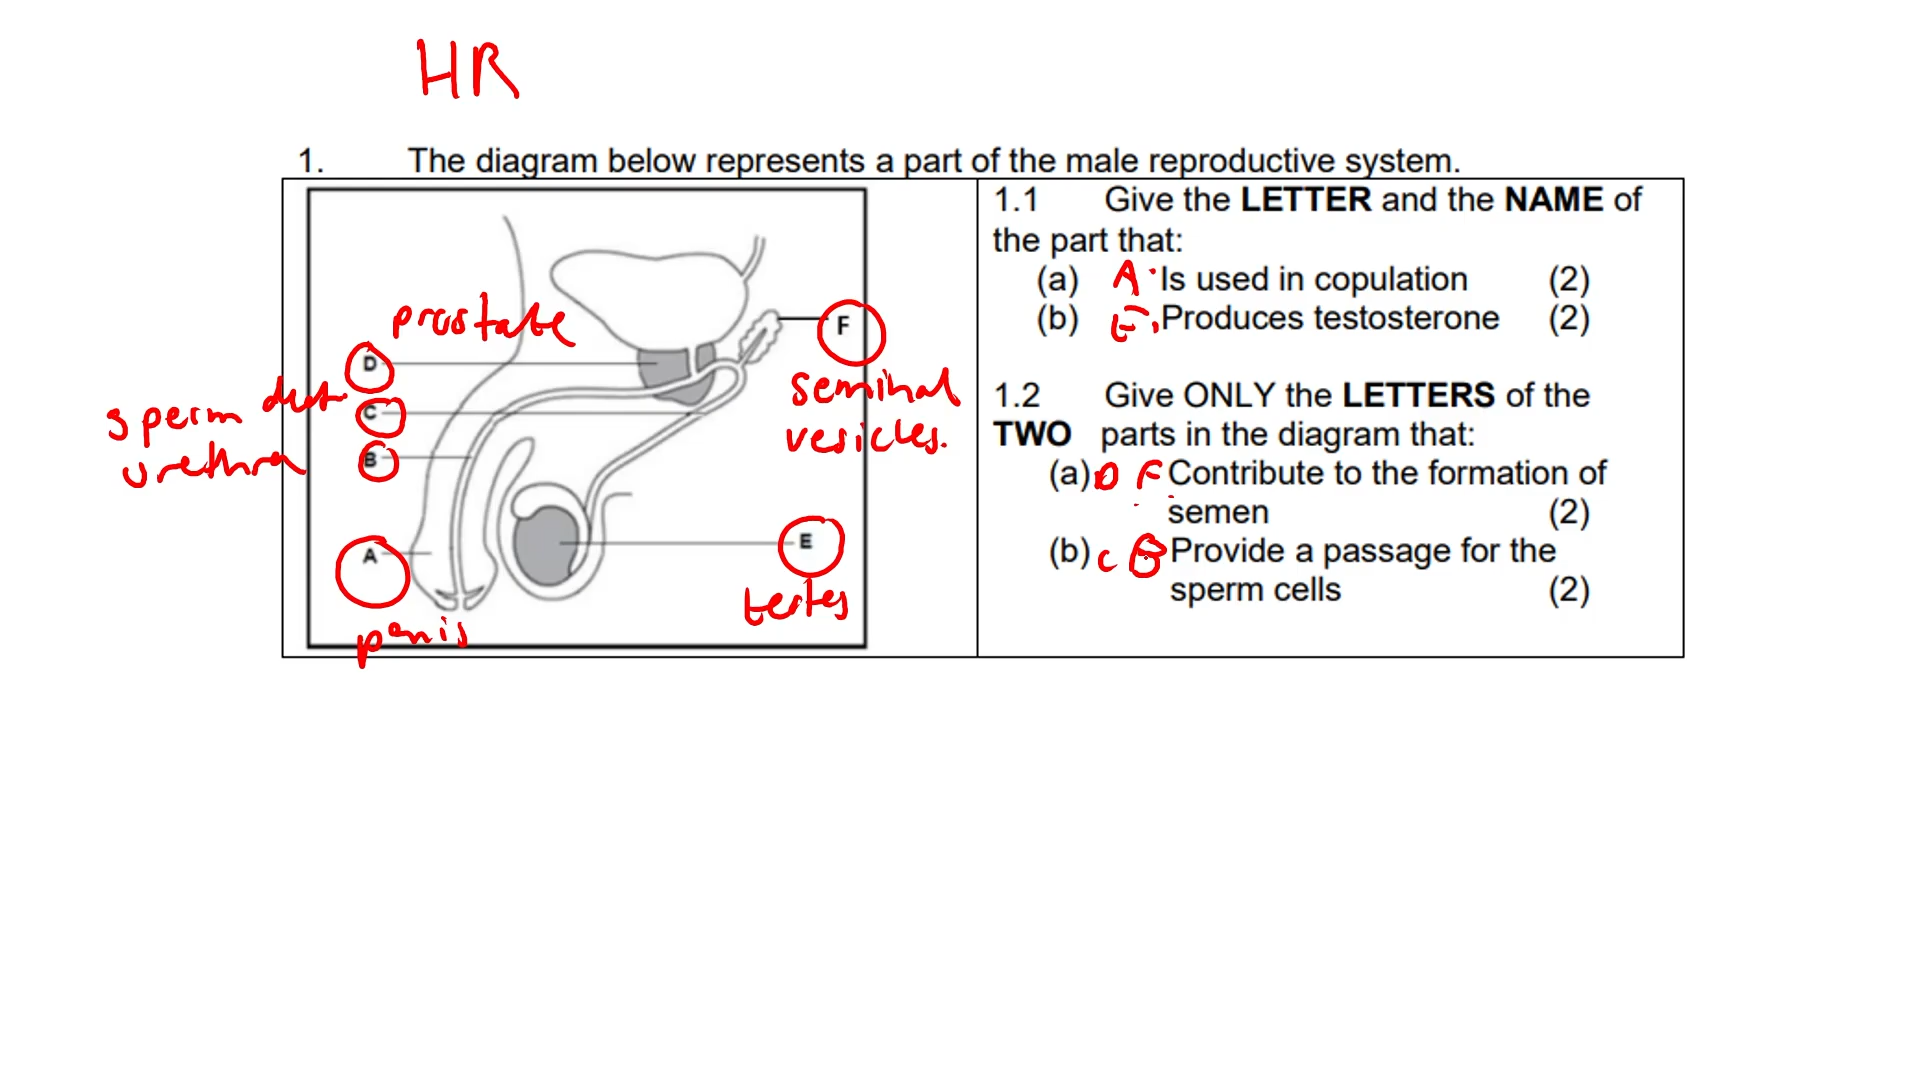 HR
1. The diagram below represents a part of the male reproductive system.
prostate
D
sperm duct
C
urethra
B
A
penis
F
seminal
vesicles.
E
testes
1.1 Give the LETTER and the NAME of
the part that:
(a) A. Is used in copulation (2)
(b) E. Produces testosterone (2)
1.2 Give ONLY the LETTERS of the
TWO parts in the diagram that:
(a) D F Contribute to the formation of
semen (2)
(b) C B Provide a passage for the
sperm cells (2)